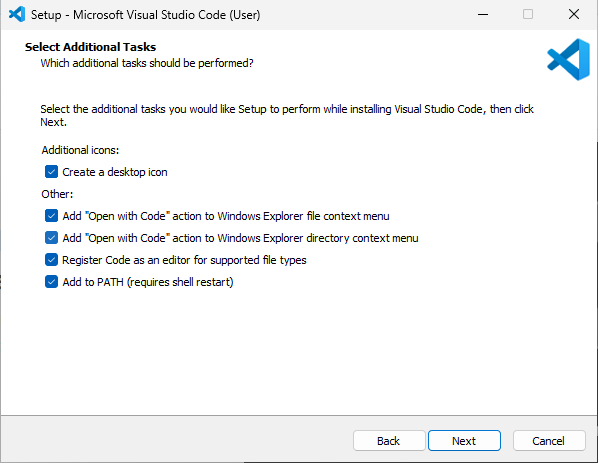 Setup - Microsoft Visual Studio Code (User)
Select Additional Tasks
Which additional tasks should be performed?
Select the additional tasks you would like Setup to perform while installing Visual Studio Code, then click
Next.
Additional icons:
Create a desktop icon
Other:
Add "Open with Code" action to Windows Explorer file context menu
Add "Open with Code" action to Windows Explorer directory context menu
Register Code as an editor for supported file types
Add to PATH (requires shell restart)
Back Next Cancel